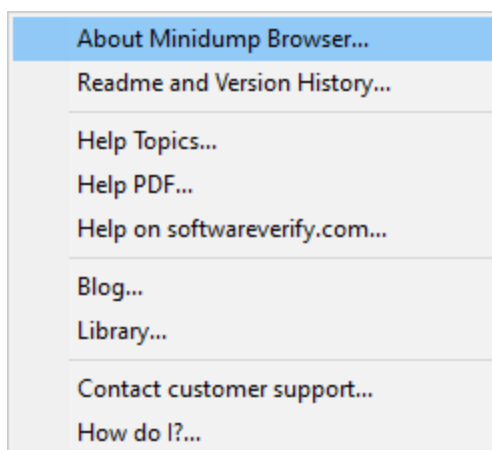 About Minidump Browser...
Readme and Version History...
Help Topics...
Help PDF...
Help on softwareverify.com...
Blog...
Library...
Contact customer support...
How do I?...